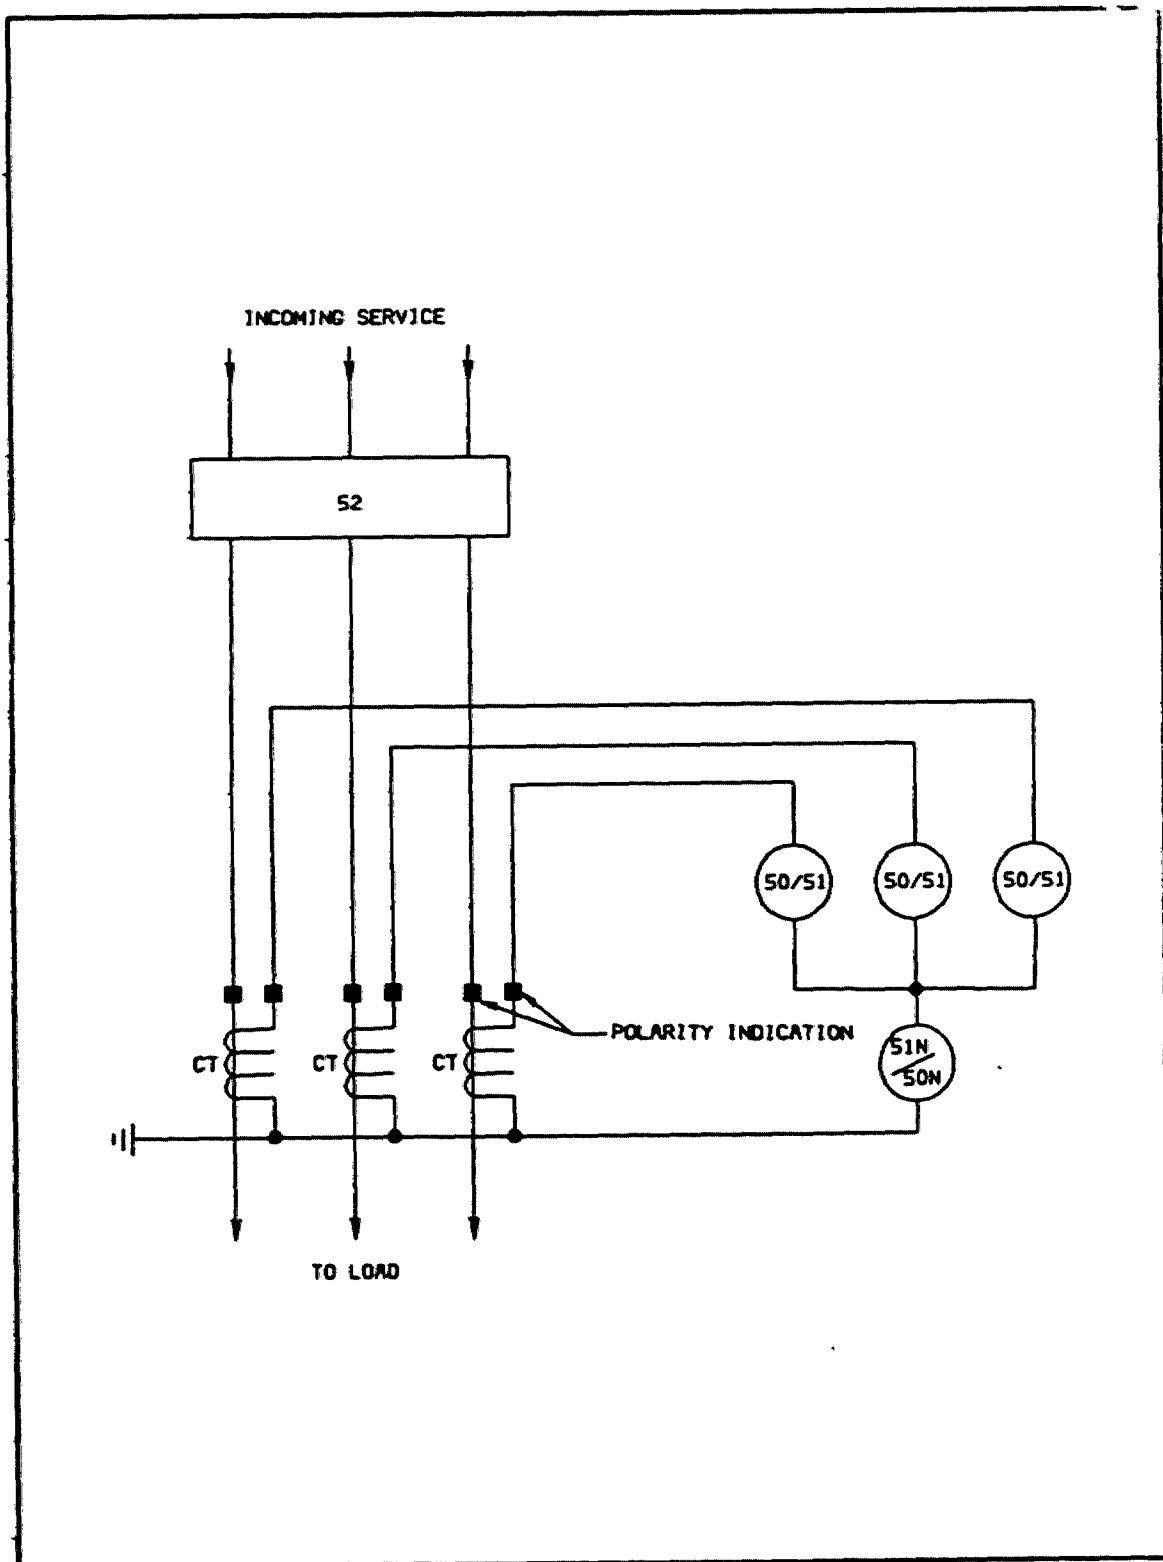 INCOMING SERVICE
52
50/51 50/51 50/51
POLARITY INDICATION
51N
50N
CT CT CT
TO LOAD